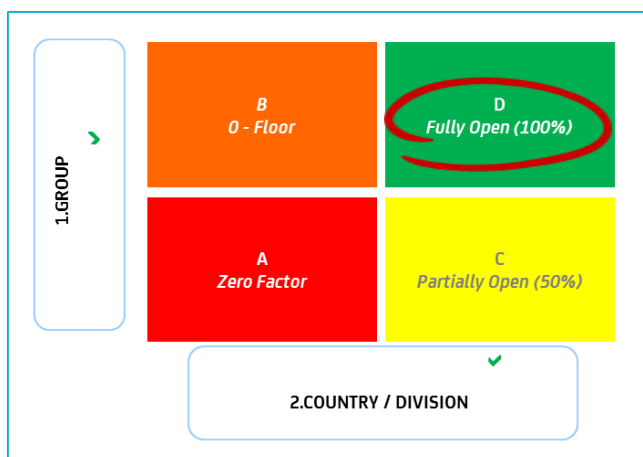 1.GROUP
B
0 - Floor
D
Fully Open (100%)
A
Zero Factor
C
Partially Open (50%)
2.COUNTRY / DIVISION